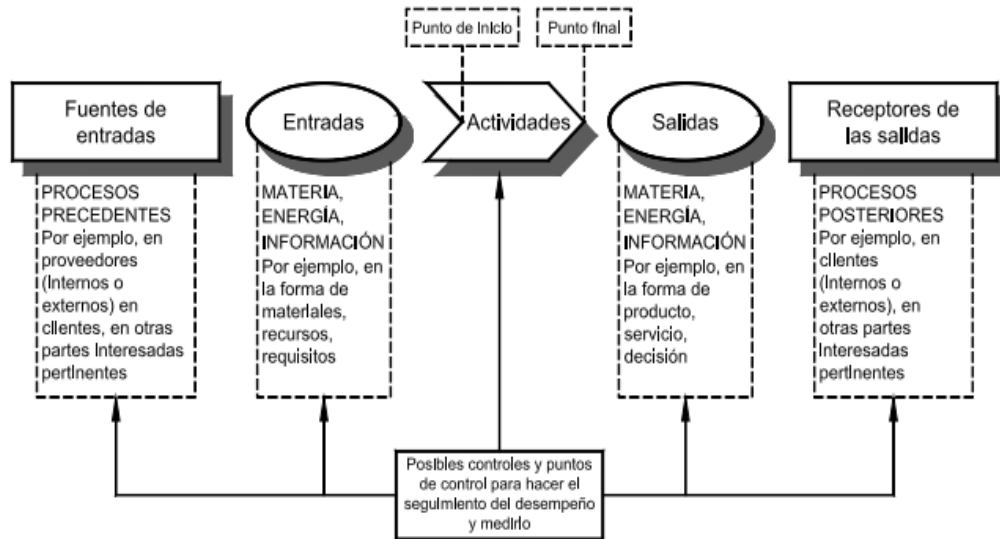 Punto de inicio
Punto final
Fuentes de
entradas
Entradas
Actividades
Salidas
Receptores de
las salidas
PROCESOS
PRECEDENTES
Por ejemplo, en
proveedores
(internos o
externos) en
clientes, en otras
partes interesadas
pertinentes
MATERIA,
ENERGÍA,
INFORMACIÓN
Por ejemplo, en
la forma de
materiales,
recursos,
requisitos
MATERIA,
ENERGÍA,
INFORMACIÓN
Por ejemplo, en
la forma de
producto,
servicio,
decisión
PROCESOS
POSTERIORES
Por ejemplo, en
clientes
(internos o
externos), en
otras partes
interesadas
pertinentes
Posibles controles y puntos
de control para hacer el
seguimiento del desempeño
y medirlo